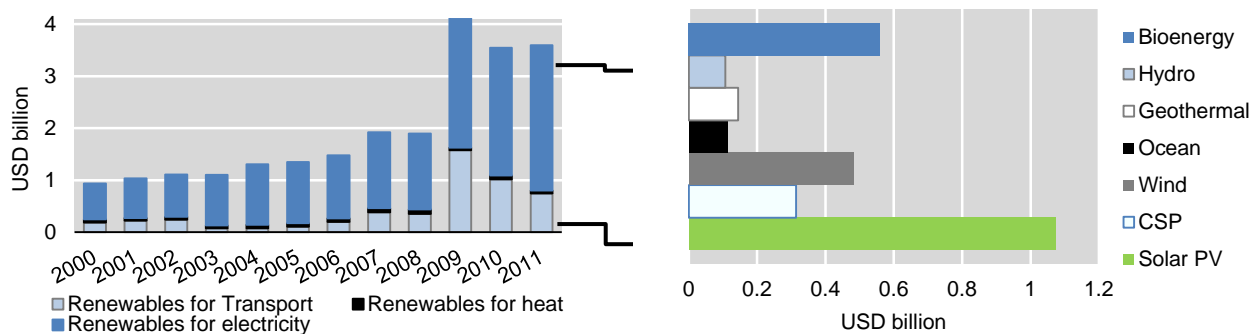 USD billion
4
3
2
1
0
2000 2001 2002 2003 2004 2005 2006 2007 2008 2009 2010 2011
Renewables for Transport Renewables for heat
Renewables for electricity
Bioenergy
Hydro
Geothermal
Ocean
Wind
CSP
Solar PV
0 0.2 0.4 0.6 0.8 1 1.2
USD billion